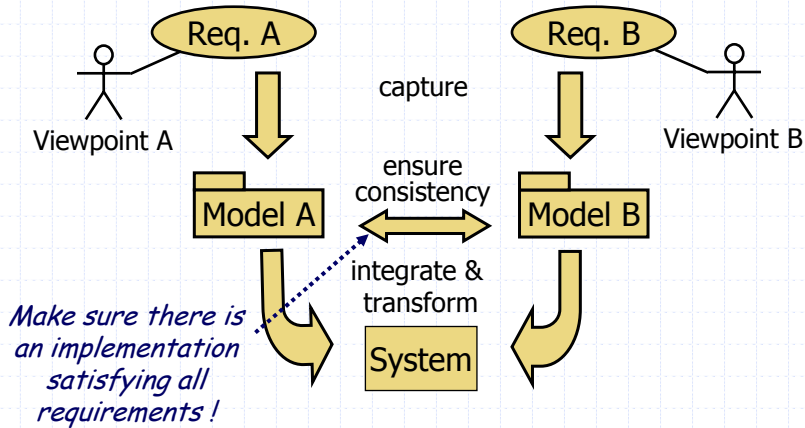 Req. A
Req. B
Viewpoint A
capture
Viewpoint B
ensure
consistency
Model A
Model B
integrate &
transform
Make sure there is
an implementation
satisfying all
requirements !
System